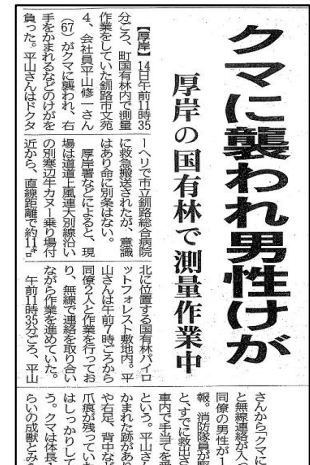 クマに襲われ男性けが
厚岸の国有林で測量作業中
【厚岸】14日午前11時35
分ごろ、町国有林内で測量
作業をしていた釧路市文苑
4、会社員平山修一さん
(67)がクマに襲われ、右
手をかまれるなどのけがを
負った。平山さんはドクタ
ーヘリで市立釧路総合病院
に救急搬送されたが、意識
はあり命に別条はない。
厚岸署などによると、現
場は道道上風連大別線沿い
の別寒辺牛カヌー乗り場付
近から、直線距離で約11㌔
北に位置する国有林パイロ
ットフォレスト敷地内。平
山さんは午前7時ごろから
同僚2人と作業を行ってお
り、無線で連絡を取り合い
ながら作業を進めていた。
午前11時35分ごろ、平山
さんから「クマに
と無線連絡が入っ
同僚の男性が1
報。消防隊員が駆
と、すでに救出さ
車内で手当てを受
という。平山さ
かまれた跡があり
や右足、背中など
爪痕が残ってい
はしっかりして
う。クマは体長
らいの成獣とみ